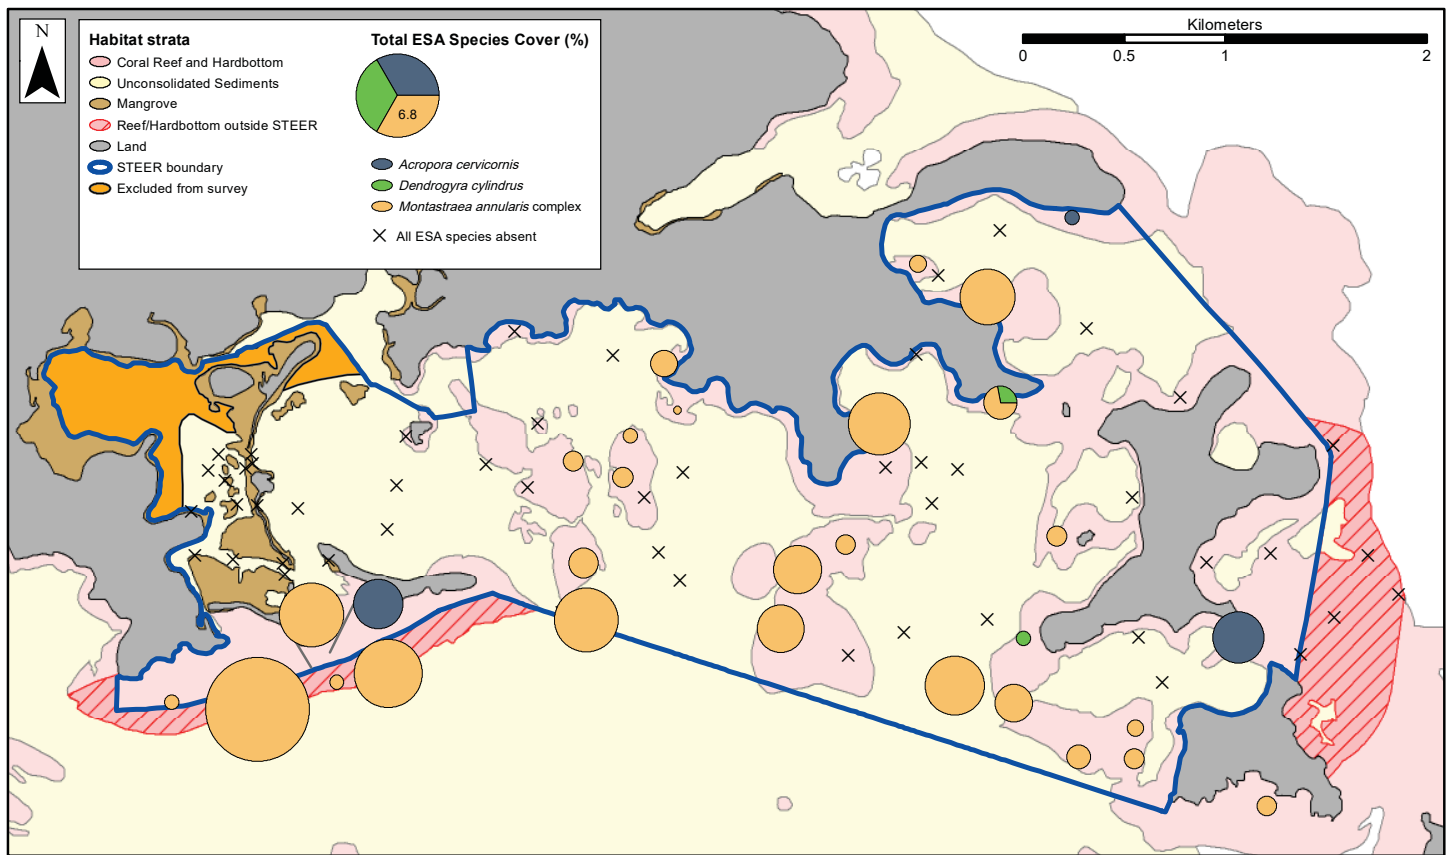 N
Habitat strata
Coral Reef and Hardbottom
Unconsolidated Sediments
Mangrove
Reef/Hardbottom outside STEER
Land
STEER boundary
Excluded from survey
Total ESA Species Cover (%)
6.8
Acropora cervicornis
Dendrogyra cylindrus
Montastraea annularis complex
All ESA species absent
Kilometers
0 0.5 1 2